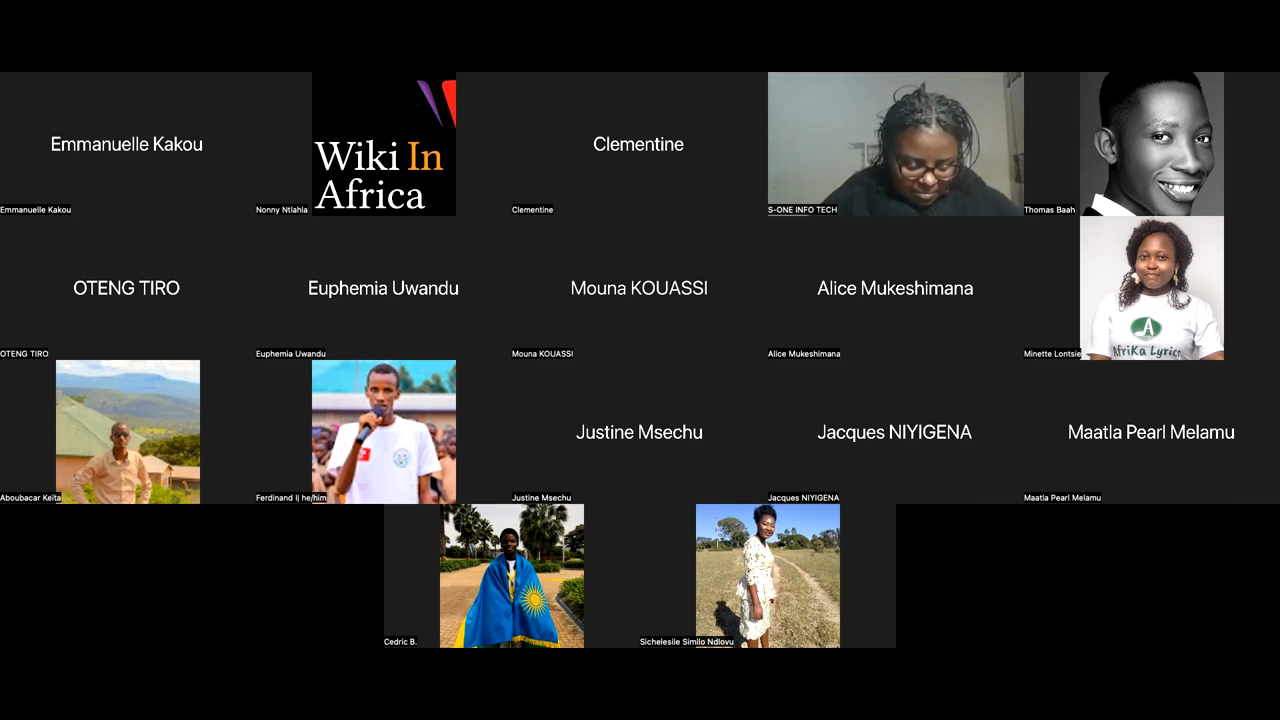 Emmanuelle Kakou
Wiki In
Africa
Clementine
Emmanuelle Kakou
Nonny Ntlahla
Clementine
S-ONE INFO TECH
Thomas Baah
OTENG TIRO
Euphemia Uwandu
Mouna KOUASSI
Alice Mukeshimana
A
AfriKa Lyrics
OTENG TIRO
Euphemia Uwandu
Mouna KOUASSI
Alice Mukeshimana
Minette Lontsie
Justine Msechu
Jacques NIYIGENA
Maatla Pearl Melamu
Aboubacar Keïta
Ferdinand I| he/him
Justine Msechu
Jacques NIYIGENA
Maatla Pearl Melamu
Cedric B.
Sichelesile Similo Ndlovu